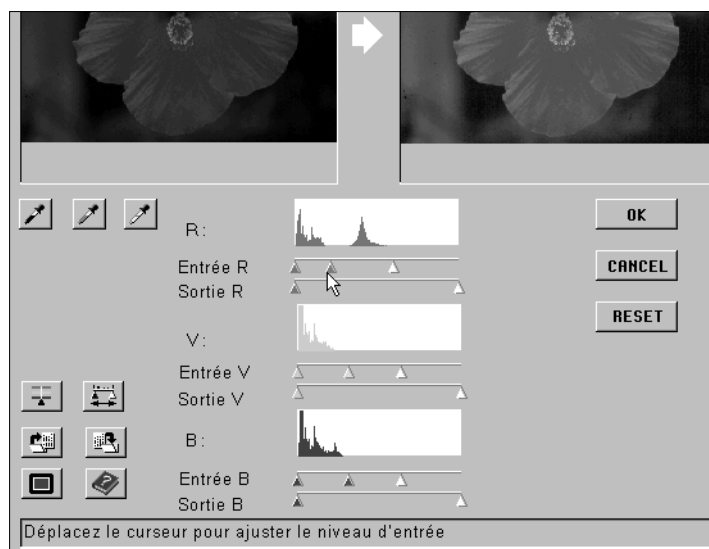 R:
Entrée R
Sortie R
V:
Entrée V
Sortie V
B:
Entrée B
Sortie B
OK
CANCEL
RESET
Déplacez le curseur pour ajuster le niveau d'entrée